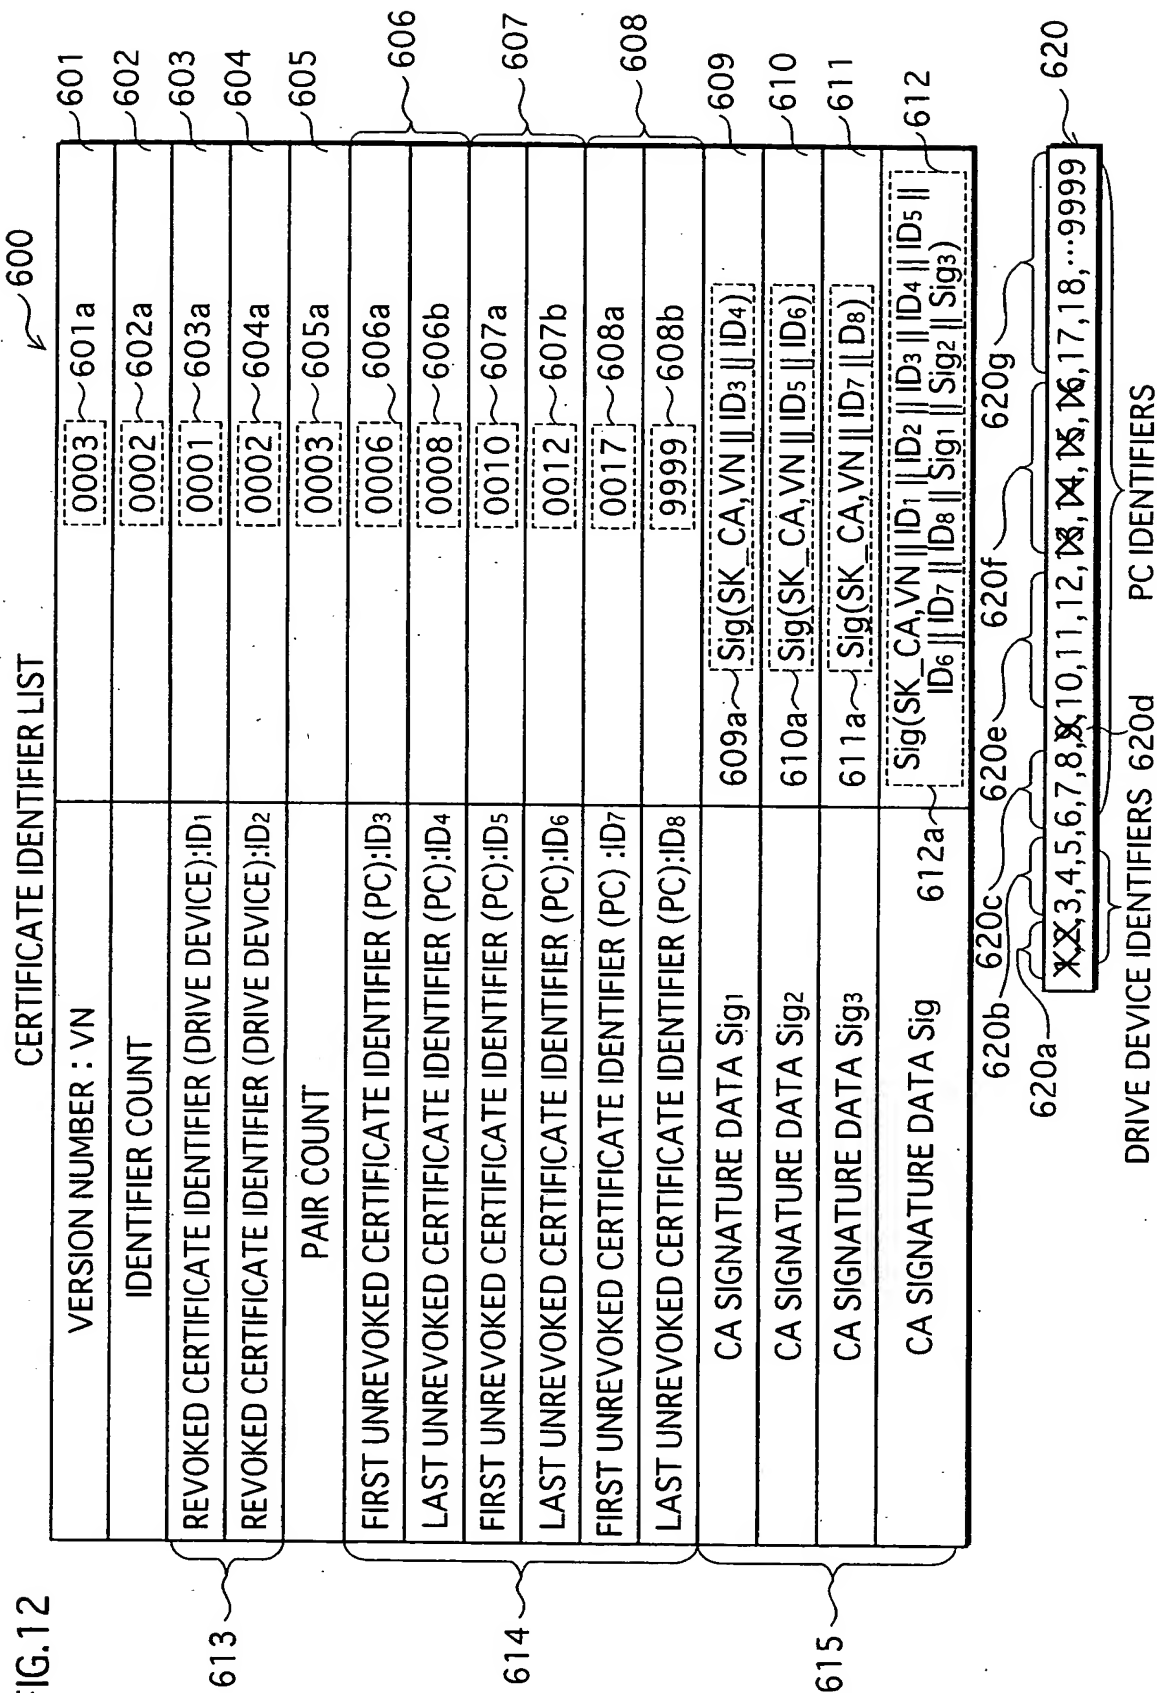 FIG.12
CERTIFICATE IDENTIFIER LIST
600
VERSION NUMBER : VN 0003 601a 601
IDENTIFIER COUNT 0002 602a 602
REVOKED CERTIFICATE IDENTIFIER (DRIVE DEVICE):ID1 0001 603a 603
REVOKED CERTIFICATE IDENTIFIER (DRIVE DEVICE):ID2 0002 604a 604
613
PAIR COUNT 0003 605a 605
FIRST UNREVOKED CERTIFICATE IDENTIFIER (PC):ID3 0006 606a
LAST UNREVOKED CERTIFICATE IDENTIFIER (PC):ID4 0008 606b
606
FIRST UNREVOKED CERTIFICATE IDENTIFIER (PC):ID5 0010 607a
LAST UNREVOKED CERTIFICATE IDENTIFIER (PC):ID6 0012 607b
607
614
FIRST UNREVOKED CERTIFICATE IDENTIFIER (PC) :ID7 0017 608a
LAST UNREVOKED CERTIFICATE IDENTIFIER (PC):ID8 9999 608b
608
CA SIGNATURE DATA Sig1 609a Sig(SK_CA,VN || ID3 || ID4) 609
CA SIGNATURE DATA Sig2 610a Sig(SK_CA,VN || ID5 || ID6) 610
CA SIGNATURE DATA Sig3 611a Sig(SK_CA,VN || ID7 || D8) 611
615
CA SIGNATURE DATA Sig 612a Sig(SK_CA,VN || ID1 || ID2 || ID3 || ID4 || ID5 || 612
ID6 || ID7 || ID8 || Sig1 || Sig2 || Sig3)
620a 620b 620c 620e 620f 620g
1,2,3,4,5,6,7,8,9,10,11,12,13,14,15,16,17,18,···9999 620
DRIVE DEVICE IDENTIFIERS 620d PC IDENTIFIERS